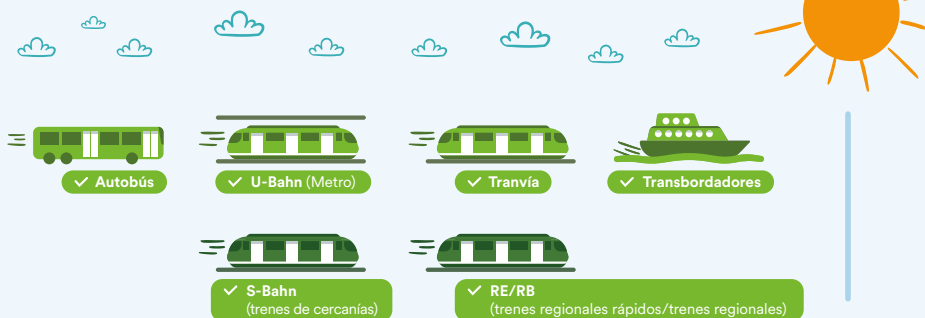 Autobús
U-Bahn (Metro)
Tranvía
Transbordadores
S-Bahn
(trenes de cercanías)
RE/RB
(trenes regionales rápidos/trenes regionales)